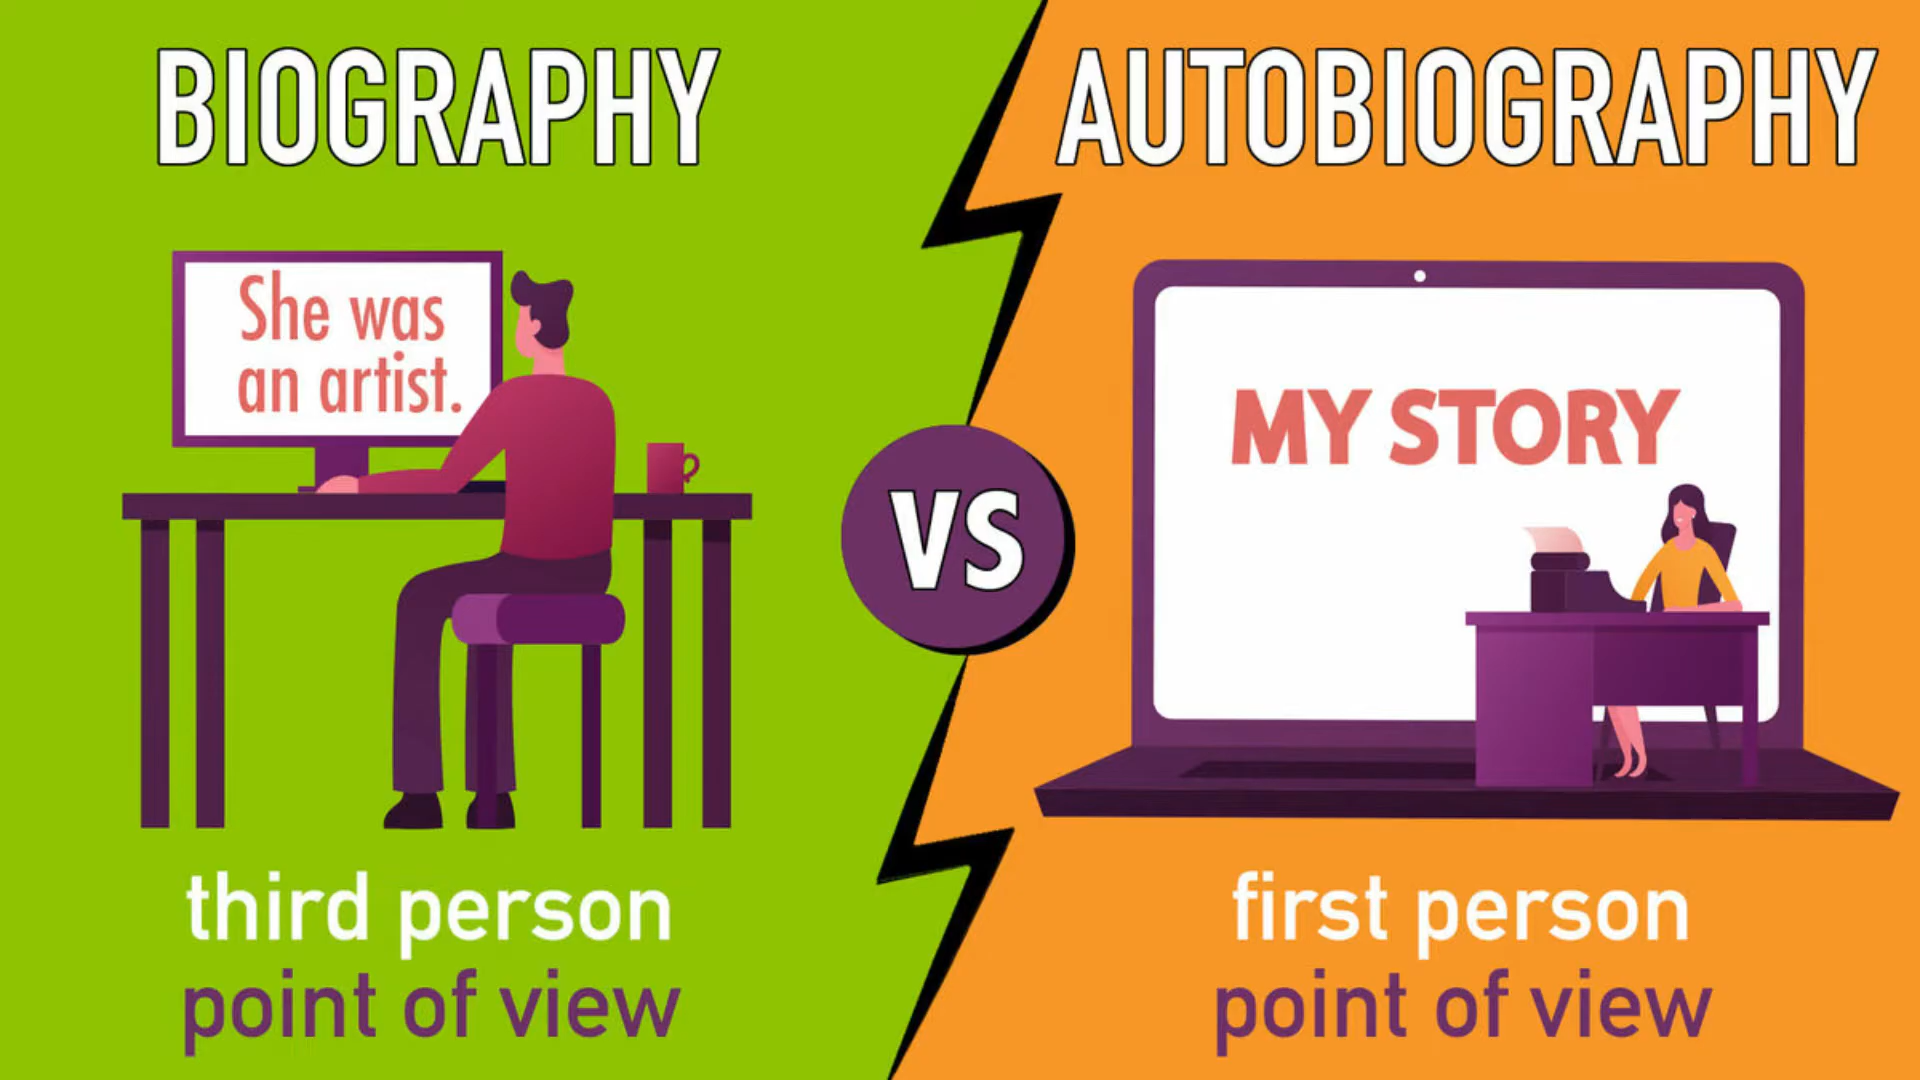 BIOGRAPHY
She was
an artist.
third person
point of view
VS
AUTOBIOGRAPHY
MY STORY
first person
point of view